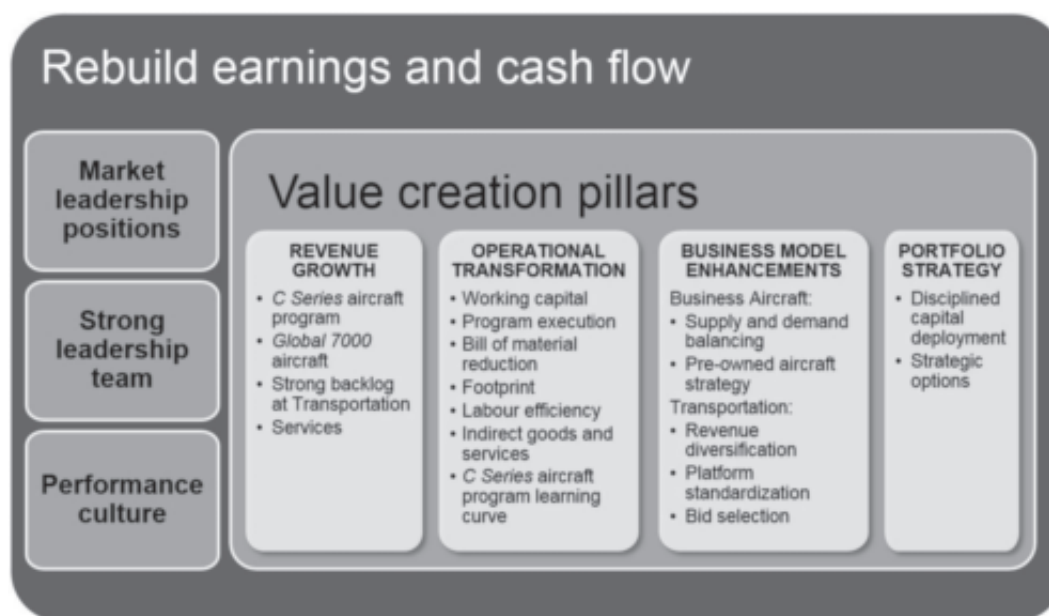 Rebuild earnings and cash flow
Market
leadership
positions
Strong
leadership
team
Performance
culture
Value creation pillars
REVENUE
GROWTH
• C Series aircraft
program
• Global 7000
aircraft
• Strong backlog
at Transportation
• Services
OPERATIONAL
TRANSFORMATION
• Working capital
• Program execution
• Bill of material
reduction
• Footprint
• Labour efficiency
• Indirect goods and
services
• C Series aircraft
program learning
curve
BUSINESS MODEL
ENHANCEMENTS
Business Aircraft:
• Supply and demand
balancing
• Pre-owned aircraft
strategy
Transportation:
• Revenue
diversification
• Platform
standardization
• Bid selection
PORTFOLIO
STRATEGY
• Disciplined
capital
deployment
• Strategic
options